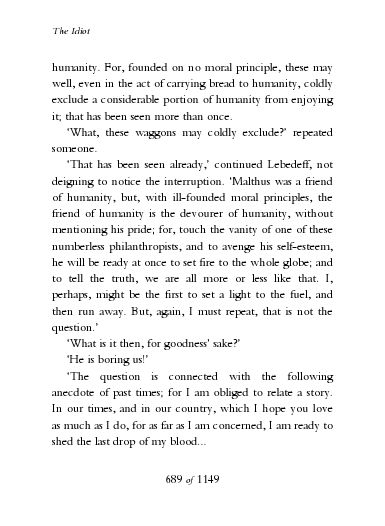 The Idiot
humanity. For, founded on no moral principle, these may
well, even in the act of carrying bread to humanity, coldly
exclude a considerable portion of humanity from enjoying
it; that has been seen more than once.
‘What, these waggons may coldly exclude?’ repeated
someone.
‘That has been seen already,’ continued Lebedeff, not
deigning to notice the interruption. ‘Malthus was a friend
of humanity, but, with ill-founded moral principles, the
friend of humanity is the devourer of humanity, without
mentioning his pride; for, touch the vanity of one of these
numberless philanthropists, and to avenge his self-esteem,
he will be ready at once to set fire to the whole globe; and
to tell the truth, we are all more or less like that. I,
perhaps, might be the first to set a light to the fuel, and
then run away. But, again, I must repeat, that is not the
question.’
‘What is it then, for goodness’ sake?’
‘He is boring us!’
‘The question is connected with the following
anecdote of past times; for I am obliged to relate a story.
In our times, and in our country, which I hope you love
as much as I do, for as far as I am concerned, I am ready to
shed the last drop of my blood...
689 of 1149